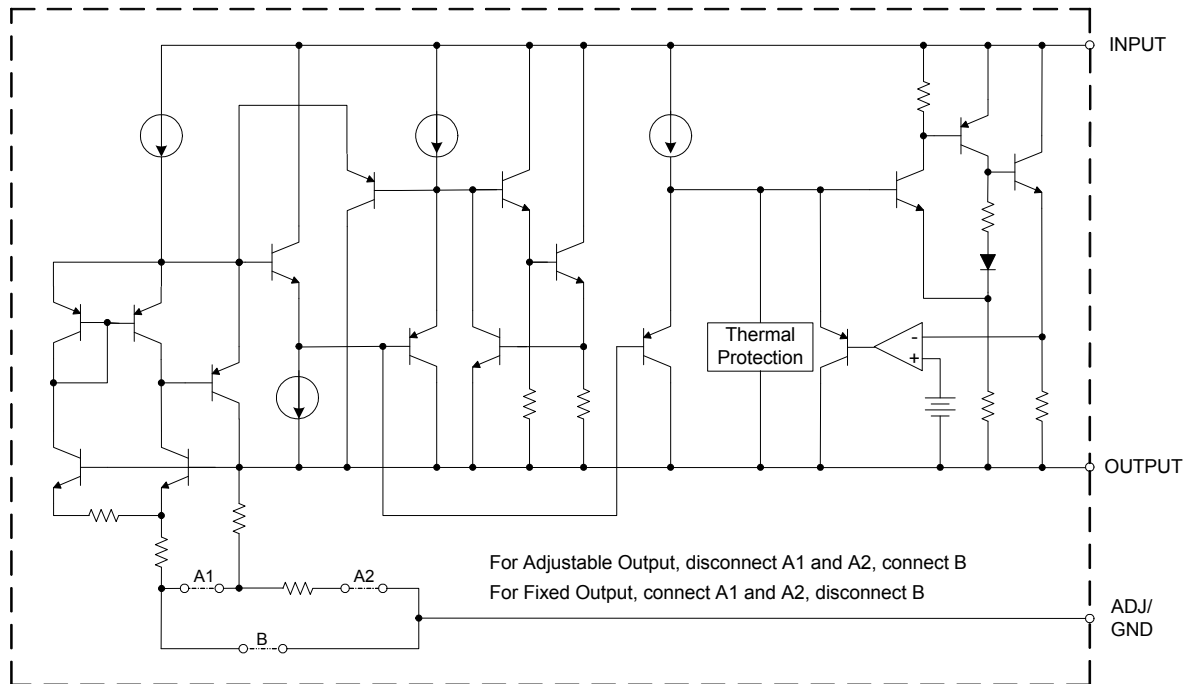 INPUT
Thermal
Protection
-
+
OUTPUT
For Adjustable Output, disconnect A1 and A2, connect B
For Fixed Output, connect A1 and A2, disconnect B
A1
A2
B
ADJ/
GND